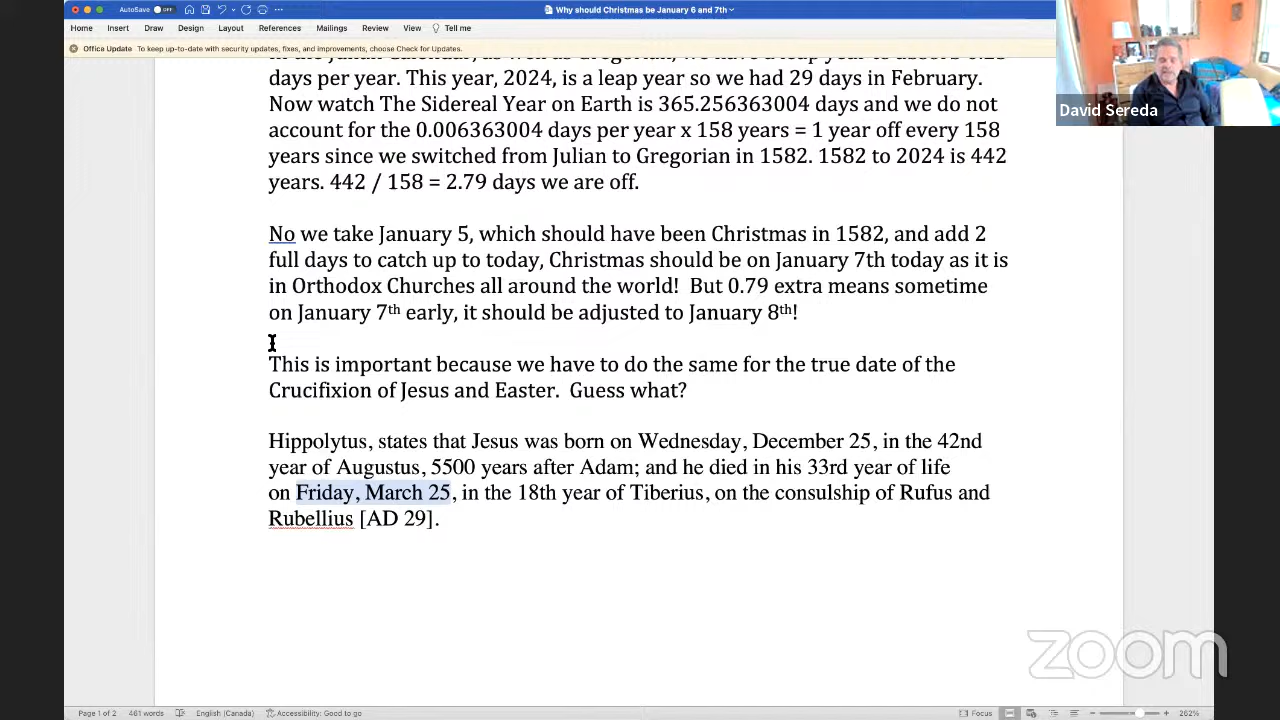 AutoSave OFF
Why should Christmas be January 6 and 7th
Home Insert Draw Design Layout References Mailings Review View Tell me
Office Update To keep up-to-date with security updates, fixes, and improvements, choose Check for Updates.
days per year. This year, 2024, is a leap year so we had 29 days in February.
Now watch The Sidereal Year on Earth is 365.256363004 days and we do not
account for the 0.006363004 days per year x 158 years = 1 year off every 158
years since we switched from Julian to Gregorian in 1582. 1582 to 2024 is 442
years. 442 / 158 = 2.79 days we are off.
No we take January 5, which should have been Christmas in 1582, and add 2
full days to catch up to today, Christmas should be on January 7th today as it is
in Orthodox Churches all around the world! But 0.79 extra means sometime
on January 7th early, it should be adjusted to January 8th!
This is important because we have to do the same for the true date of the
Crucifixion of Jesus and Easter. Guess what?
Hippolytus, states that Jesus was born on Wednesday, December 25, in the 42nd
year of Augustus, 5500 years after Adam; and he died in his 33rd year of life
on Friday, March 25, in the 18th year of Tiberius, on the consulship of Rufus and
Rubellius [AD 29].
David Sereda
zoom
Page 1 of 2 461 words English (Canada) Accessibility: Good to go Focus 262%